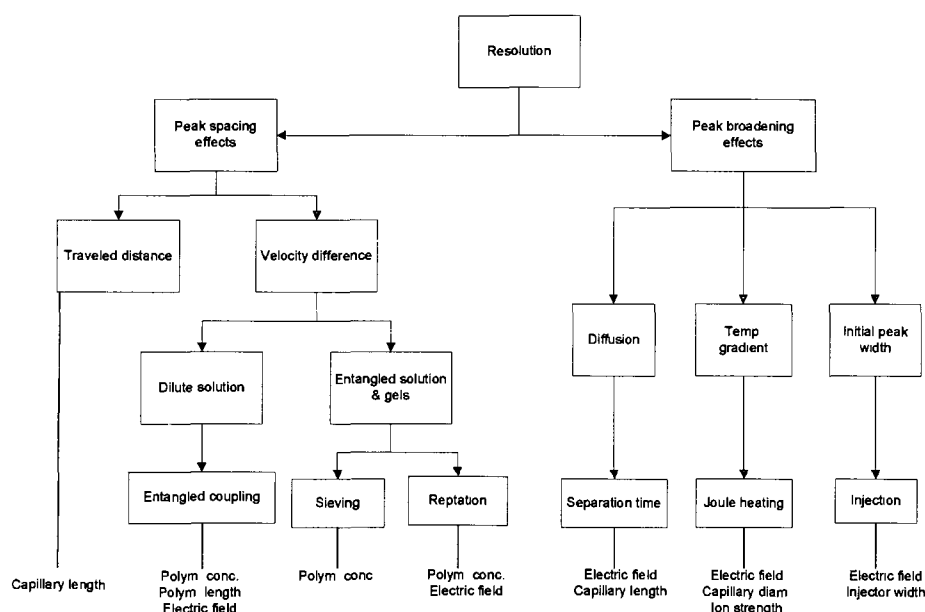 Resolution
Peak spacing
effects
Peak broadening
effects
Traveled distance
Velocity difference
Diffusion
Temp
gradient
Initial peak
width
Dilute solution
Entangled solution
& gels
Entangled coupling
Sieving
Reptation
Separation time
Joule heating
Injection
Capillary length
Polym conc.
Polym length
Electric field
Polym conc
Polym conc.
Electric field
Electric field
Capillary length
Electric field
Capillary diam
Ion strength
Electric field
Injector width